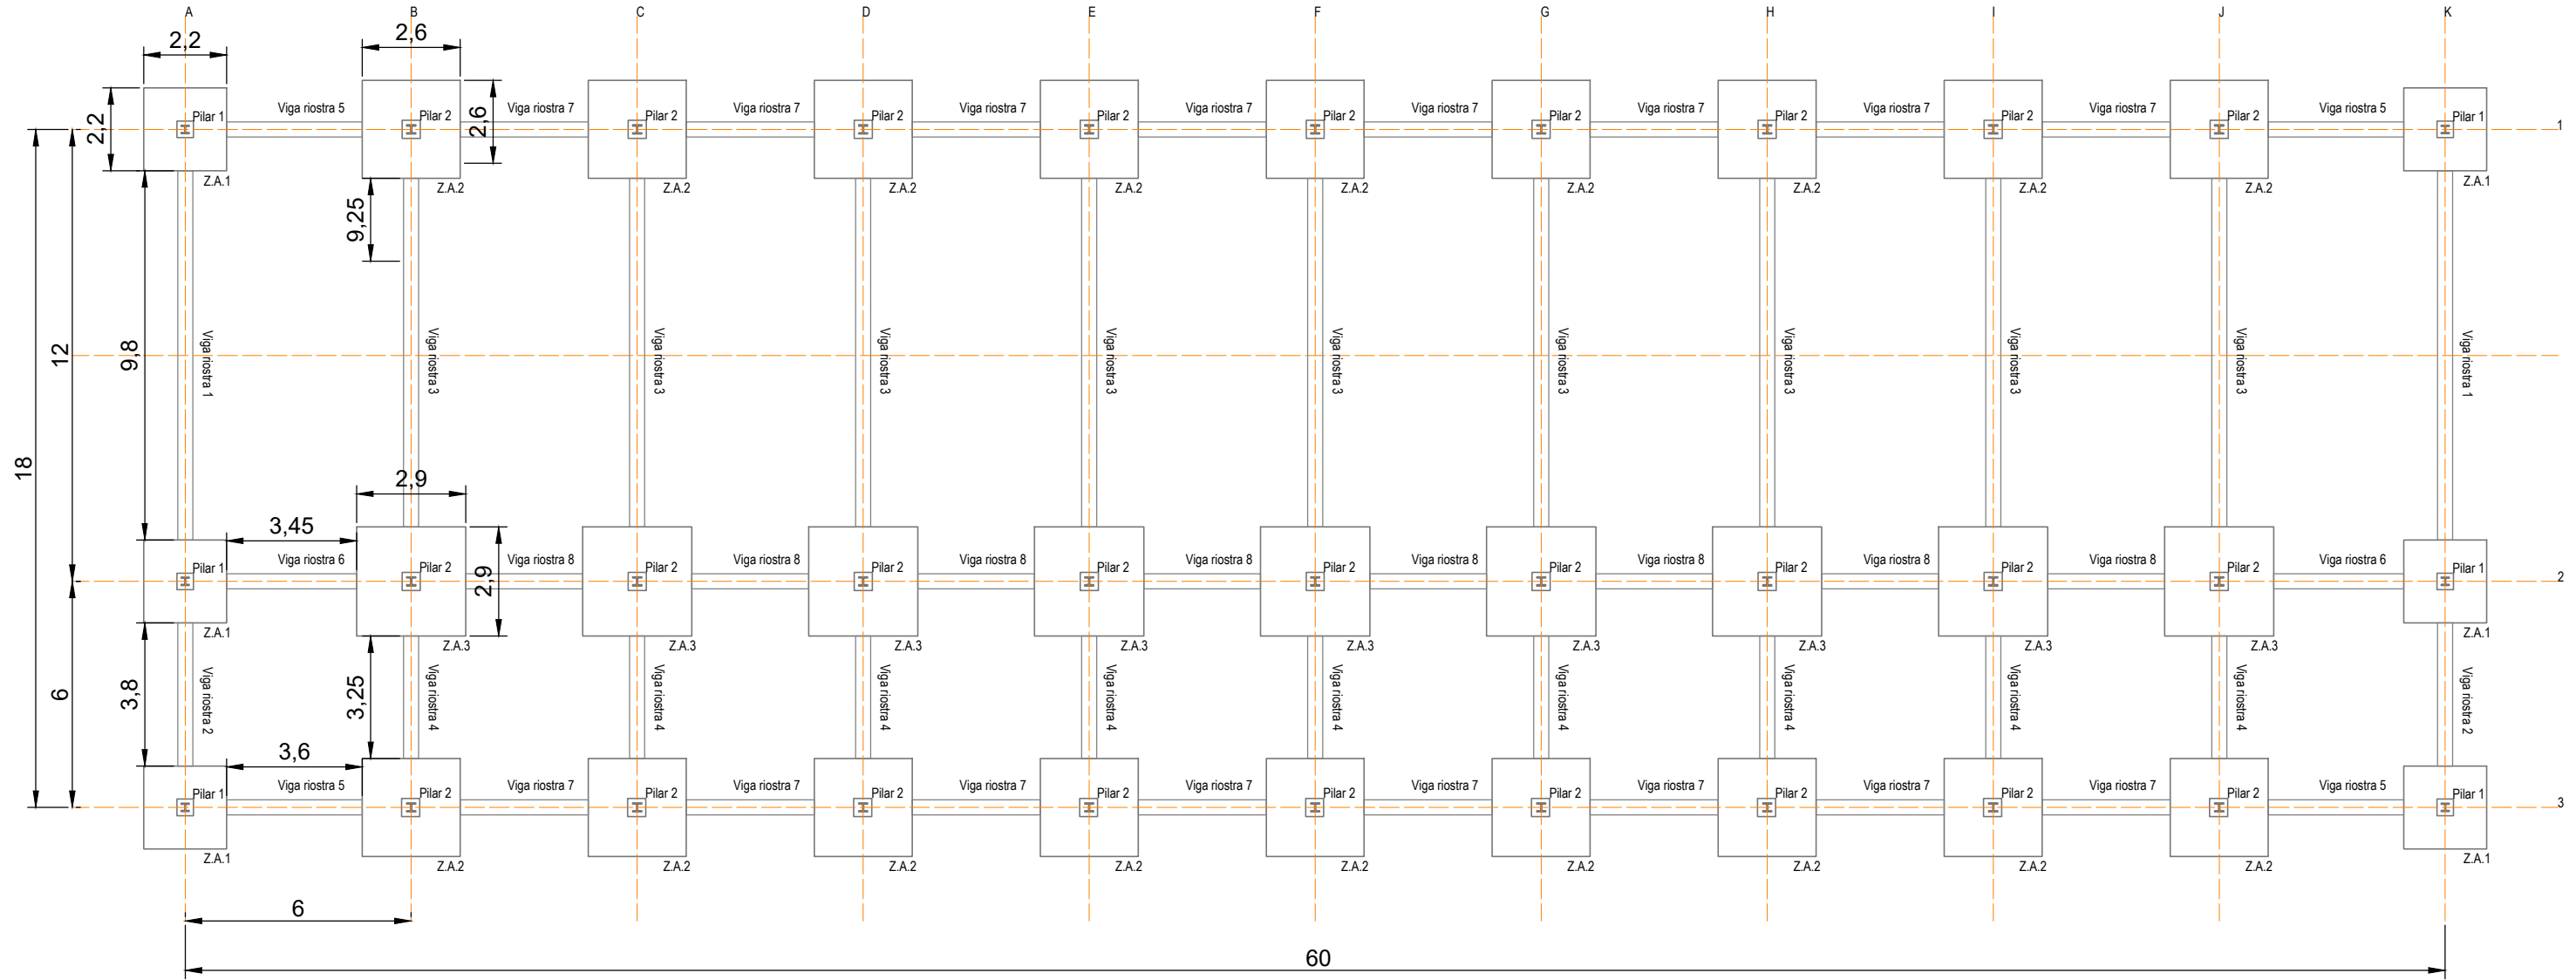 A B C D E F G H I J K
2,2 2,6
Pilar 1 Viga riostra 5 Pilar 2 Viga riostra 7 Pilar 2 Viga riostra 7 Pilar 2 Viga riostra 7 Pilar 2 Viga riostra 7 Pilar 2 Viga riostra 7 Pilar 2 Viga riostra 7 Pilar 2 Viga riostra 7 Pilar 2 Viga riostra 7 Pilar 2 Viga riostra 5 Pilar 1 1
2,2 2,6
Z.A.1 Z.A.2 Z.A.2 Z.A.2 Z.A.2 Z.A.2 Z.A.2 Z.A.2 Z.A.2 Z.A.2 Z.A.1
9,25
18 12 9,8
Viga riostra 1 Viga riostra 3 Viga riostra 3 Viga riostra 3 Viga riostra 3 Viga riostra 3 Viga riostra 3 Viga riostra 3 Viga riostra 3 Viga riostra 3 Viga riostra 1
2,9
3,45
Pilar 1 Viga riostra 6 Pilar 2 Viga riostra 8 Pilar 2 Viga riostra 8 Pilar 2 Viga riostra 8 Pilar 2 Viga riostra 8 Pilar 2 Viga riostra 8 Pilar 2 Viga riostra 8 Pilar 2 Viga riostra 8 Pilar 2 Viga riostra 8 Pilar 2 Viga riostra 6 Pilar 1 2
2,9
Z.A.1 Z.A.3 Z.A.3 Z.A.3 Z.A.3 Z.A.3 Z.A.3 Z.A.3 Z.A.3 Z.A.3 Z.A.1
6 3,8 3,25
Viga riostra 2 Viga riostra 4 Viga riostra 4 Viga riostra 4 Viga riostra 4 Viga riostra 4 Viga riostra 4 Viga riostra 4 Viga riostra 4 Viga riostra 4 Viga riostra 2
3,6
Pilar 1 Viga riostra 5 Pilar 2 Viga riostra 7 Pilar 2 Viga riostra 7 Pilar 2 Viga riostra 7 Pilar 2 Viga riostra 7 Pilar 2 Viga riostra 7 Pilar 2 Viga riostra 7 Pilar 2 Viga riostra 7 Pilar 2 Viga riostra 7 Pilar 2 Viga riostra 5 Pilar 1 3
Z.A.1 Z.A.2 Z.A.2 Z.A.2 Z.A.2 Z.A.2 Z.A.2 Z.A.2 Z.A.2 Z.A.2 Z.A.1
6
60